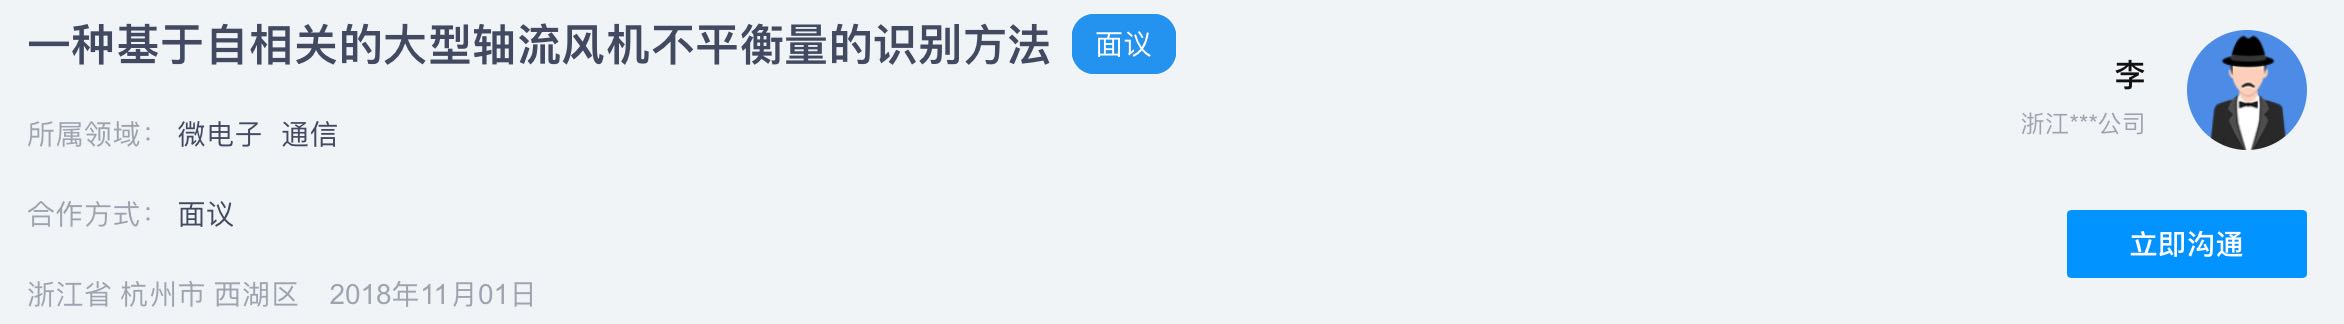 一种基于自相关的大型轴流风机不平衡量的识别方法 面议
所属领域： 微电子 通信
合作方式： 面议
浙江省 杭州市 西湖区 2018年11月01日
李
浙江***公司
立即沟通